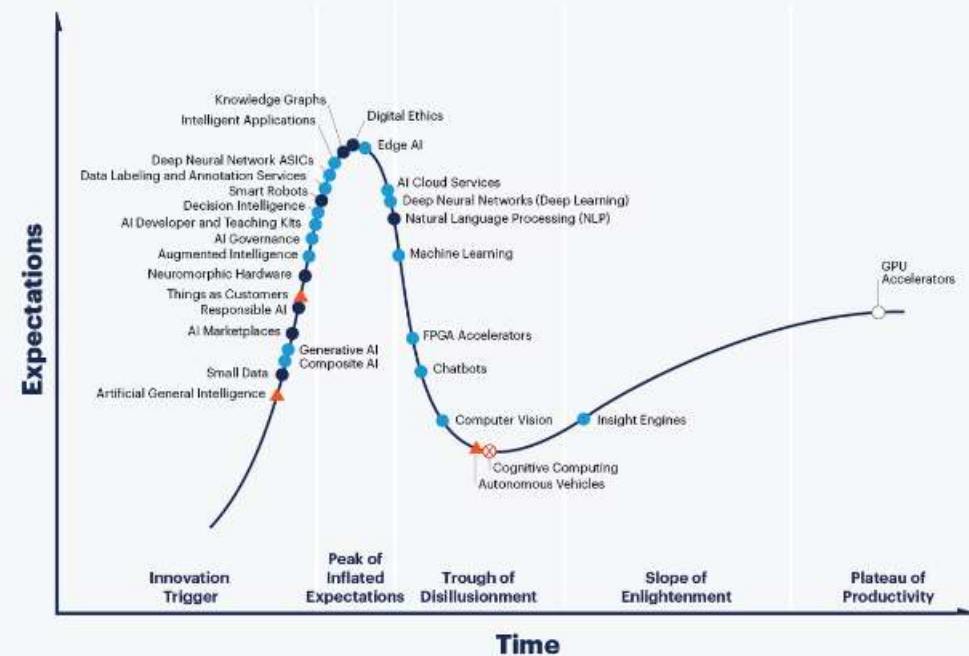 Knowledge Graphs
Digital Ethics
Intelligent Applications
Edge AI
Deep Neural Network ASICs
Data Labeling and Annotation Services
AI Cloud Services
Smart Robots
Deep Neural Networks (Deep Learning)
Decision Intelligence
Natural Language Processing (NLP)
AI Developer and Teaching Kits
AI Governance
Augmented Intelligence
Machine Learning
Neuromorphic Hardware
GPU
Accelerators
Things as Customers
Responsible AI
AI Marketplaces
FPGA Accelerators
Generative AI
Composite AI
Small Data
Chatbots
Artificial General Intelligence
Computer Vision
Insight Engines
Cognitive Computing
Autonomous Vehicles
Expectations
Innovation
Trigger
Peak of
Inflated
Expectations
Trough of
Disillusionment
Slope of
Enlightenment
Plateau of
Productivity
Time